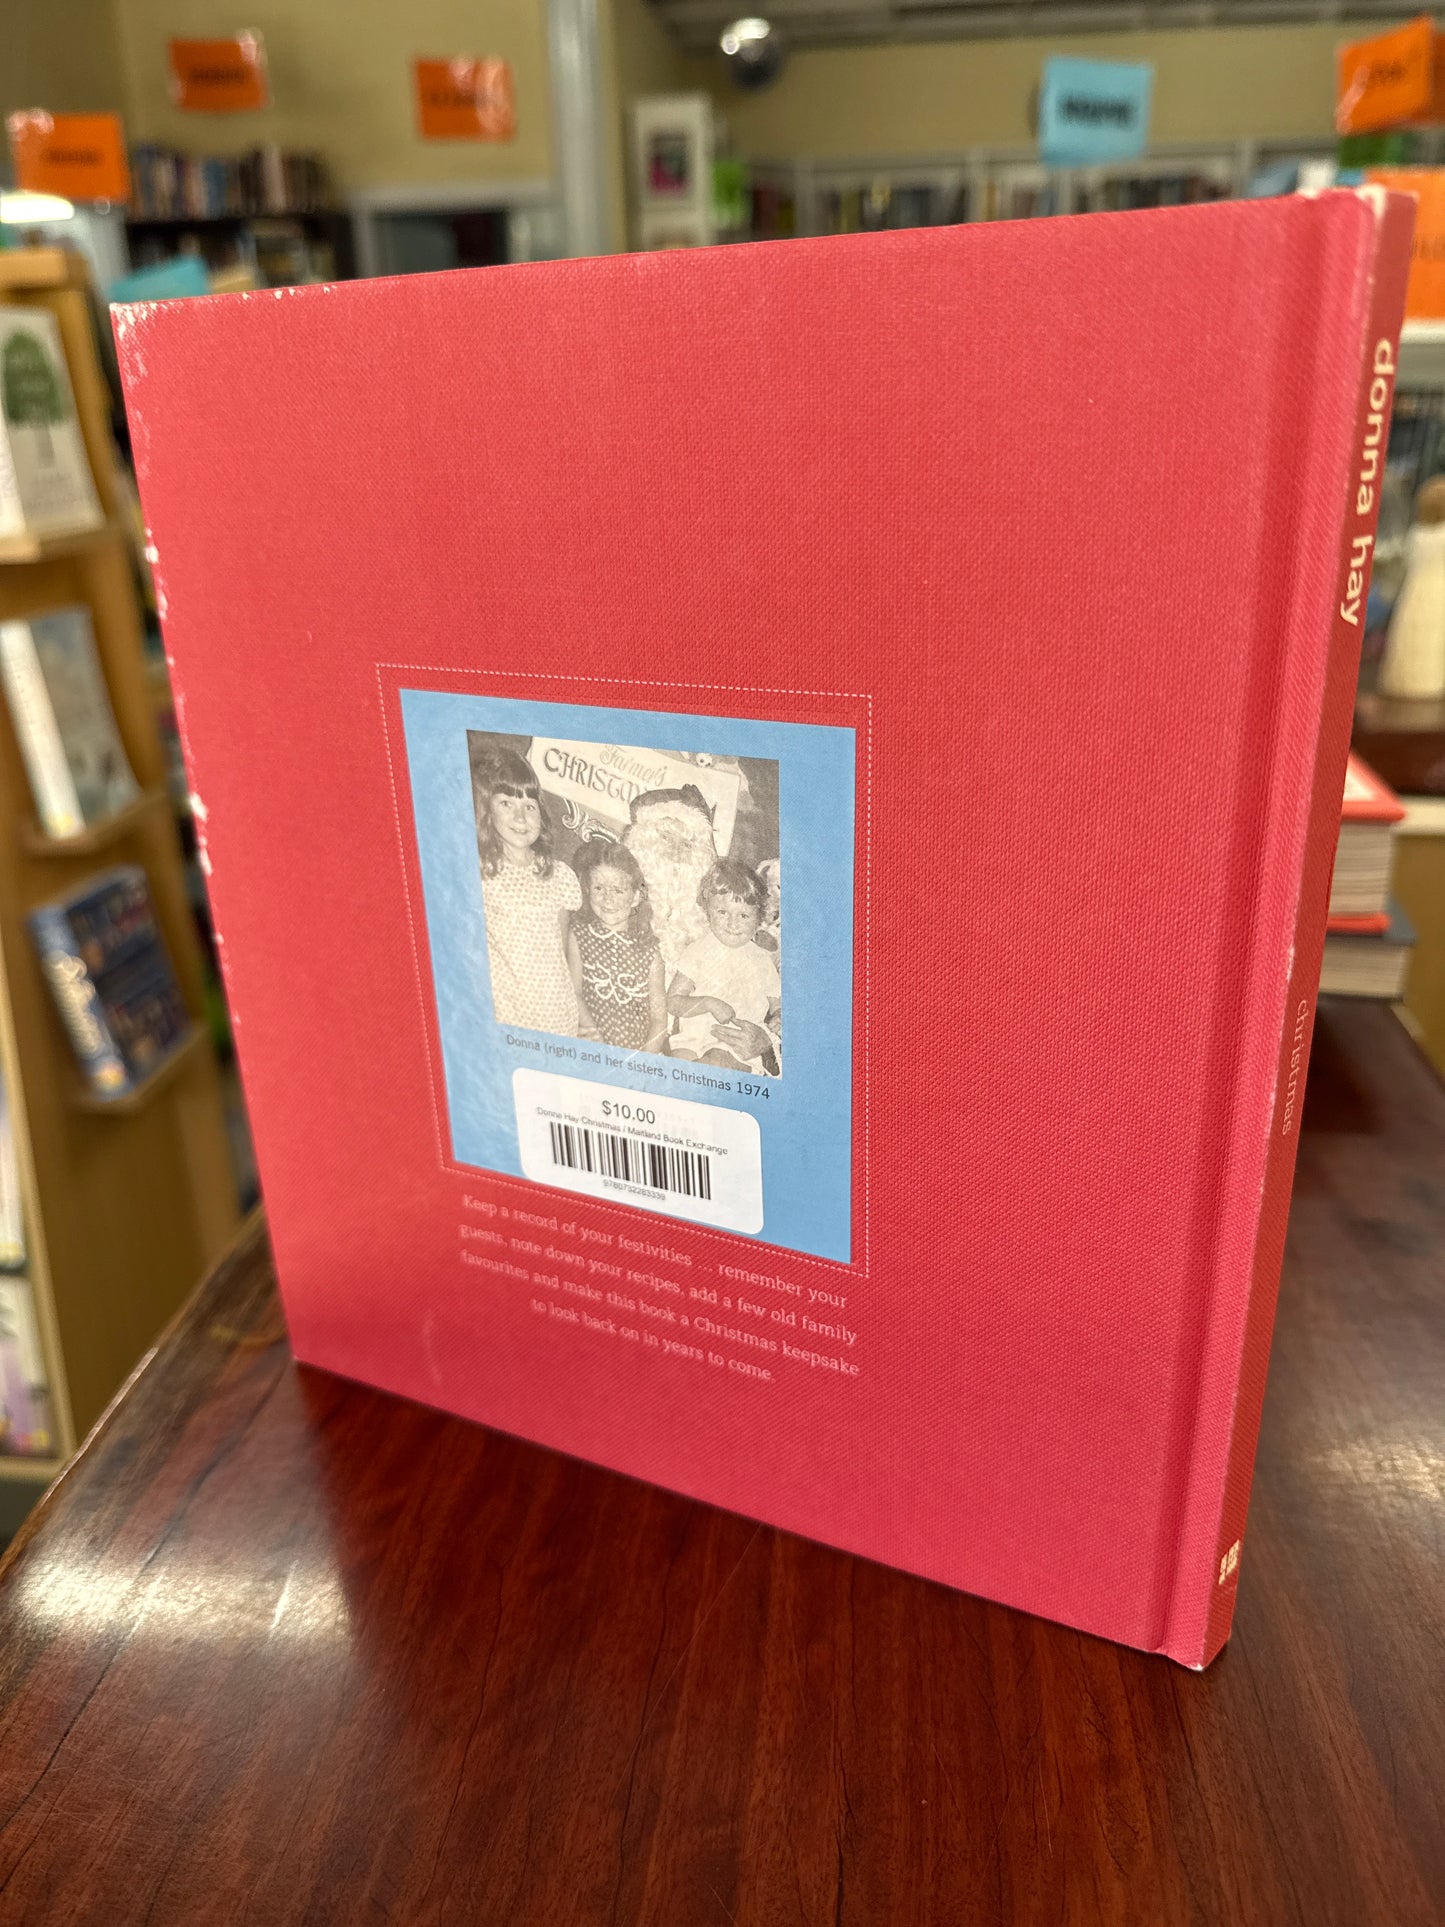 donna hay
christmas
Farmer's
CHRISTMA
Donna (right) and her sisters, Christmas 1974
$10.00
Donna Hay Christmas / Maitland Book Exchange
9780732283339
Keep a record of your festivities ... remember your
guests, note down your recipes, add a few old family
favourites and make this book a Christmas keepsake
to look back on in years to come.